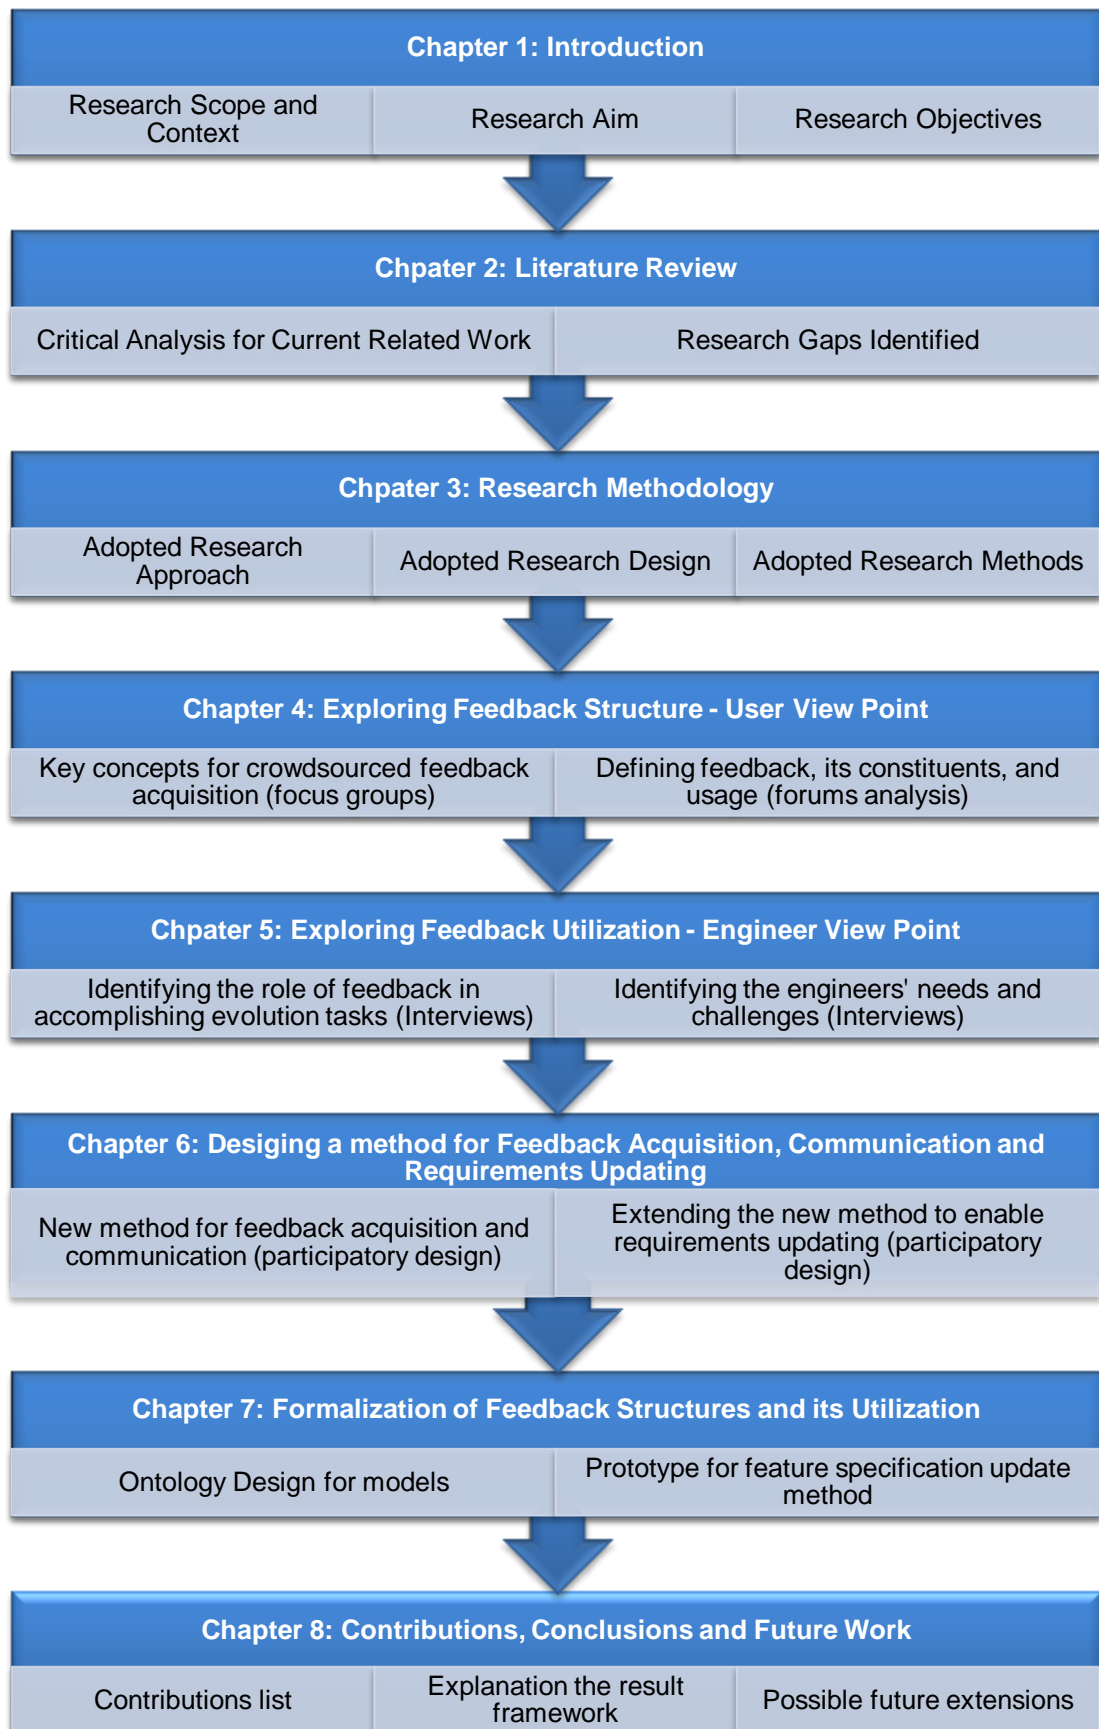 Chapter 1: Introduction
Research Scope and
Context
Research Aim
Research Objectives
Chpater 2: Literature Review
Critical Analysis for Current Related Work
Research Gaps Identified
Chpater 3: Research Methodology
Adopted Research
Approach
Adopted Research Design
Adopted Research Methods
Chapter 4: Exploring Feedback Structure - User View Point
Key concepts for crowdsourced feedback
acquisition (focus groups)
Defining feedback, its constituents, and
usage (forums analysis)
Chpater 5: Exploring Feedback Utilization - Engineer View Point
Identifying the role of feedback in
accomplishing evolution tasks (Interviews)
Identifying the engineers' needs and
challenges (Interviews)
Chapter 6: Desiging a method for Feedback Acquisition, Communication and
Requirements Updating
New method for feedback acquisition and
communication (participatory design)
Extending the new method to enable
requirements updating (participatory
design)
Chapter 7: Formalization of Feedback Structures and its Utilization
Ontology Design for models
Prototype for feature specification update
method
Chapter 8: Contributions, Conclusions and Future Work
Contributions list
Explanation the result
framework
Possible future extensions